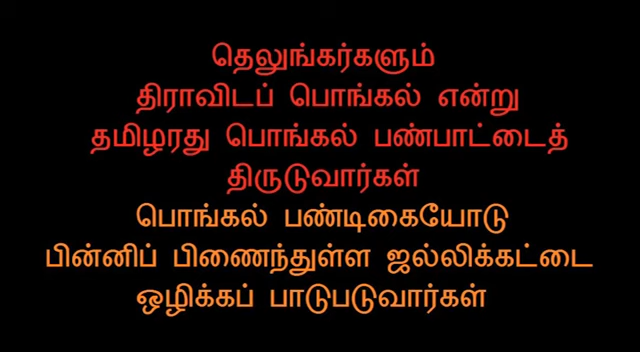 தெலுங்கர்களும்
திராவிடப் பொங்கல் என்று
தமிழரது பொங்கல் பண்பாட்டைத்
திருடுவார்கள்
பொங்கல் பண்டிகையோடு
பின்னிப் பிணைந்துள்ள ஜல்லிக்கட்டை
ஒழிக்கப் பாடுபடுவார்கள்